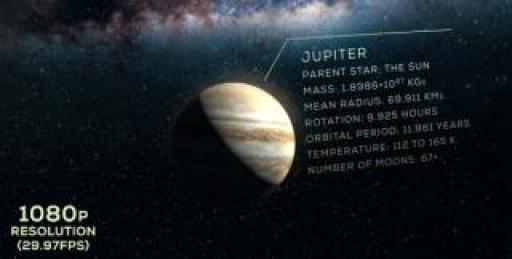 JUPITER
PARENT STAR: THE SUN
MASS: 1.8986×10²⁷ KGs
MEAN RADIUS: 69,911 KMs
ROTATION: 9.925 HOURS
ORBITAL PERIOD: 11.861 YEARS
TEMPERATURE: 112 TO 165 K
NUMBER OF MOONS: 67+
1080P
RESOLUTION
(29.97FPS)